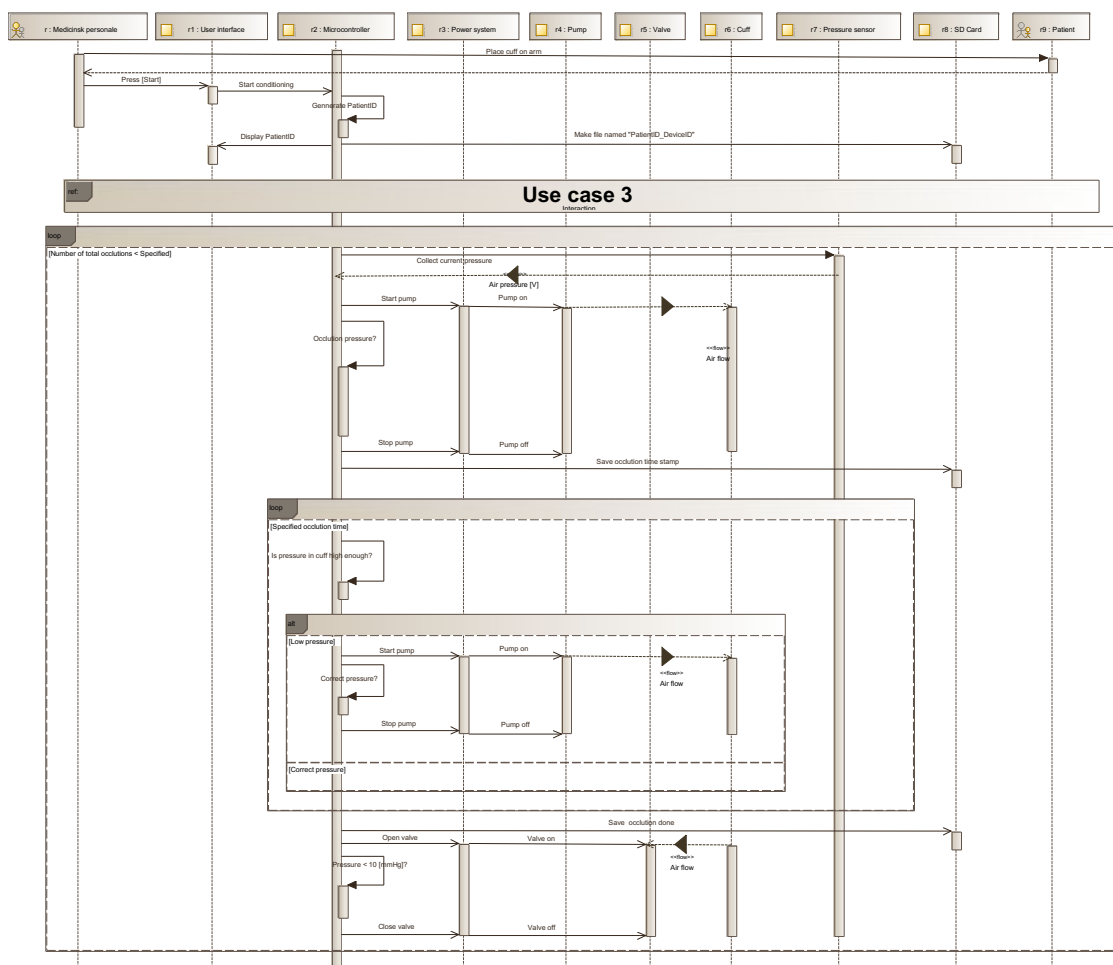 r : Medicinsk personale
r1 : User interface
r2 : Microcontroller
r3 : Power system
r4 : Pump
r5 : Valve
r6 : Cuff
r7 : Pressure sensor
r8 : SD Card
r9 : Patient
Place cuff on arm
Press [Start]
Start conditioning
Gennerate PatientID
Display PatientID
Make file named "PatientID_DeviceID"
ref:
Use case 3
Interaction
loop
[Number of total occlutions < Specified]
Collect current pressure
Air pressure [V]
Start pump
Pump on
Occlution pressure?
<<flow>>
Air flow
Stop pump
Pump off
Save occlution time stamp
loop
[Specified occlution time]
Is pressure in cuff high enough?
alt
[Low pressure]
Start pump
Pump on
<<flow>>
Air flow
Correct pressure?
Stop pump
Pump off
[Correct pressure]
Save occlution done
Open valve
Valve on
<<flow>>
Air flow
Pressure < 10 [mmHg]?
Close valve
Valve off